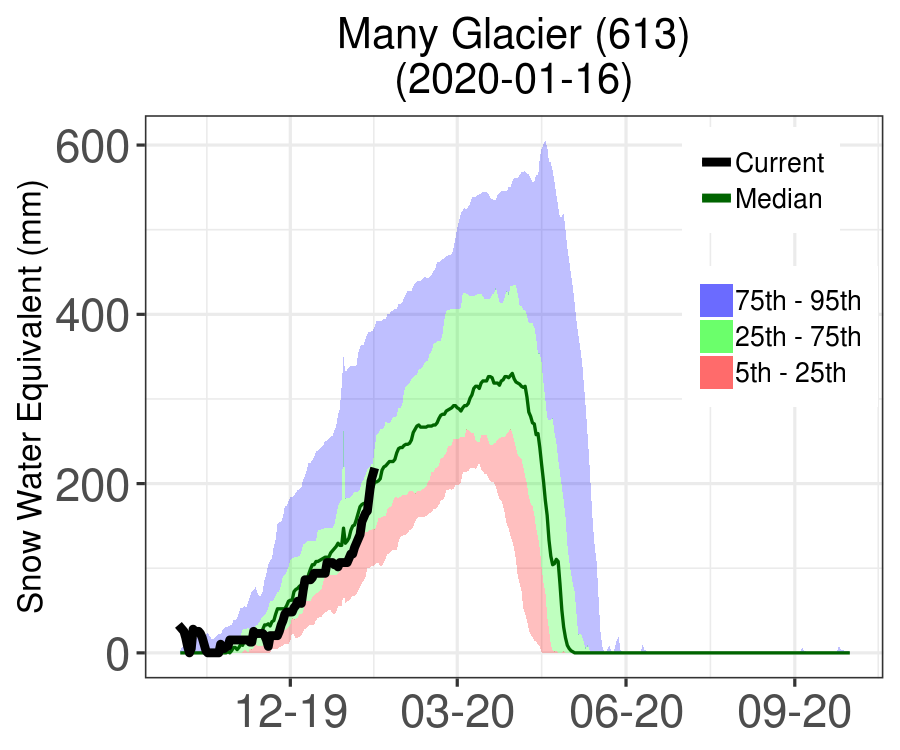 Many Glacier (613)
(2020-01-16)
Snow Water Equivalent (mm)
600
400
200
0
12-19
03-20
06-20
09-20
Current
Median
75th - 95th
25th - 75th
5th - 25th